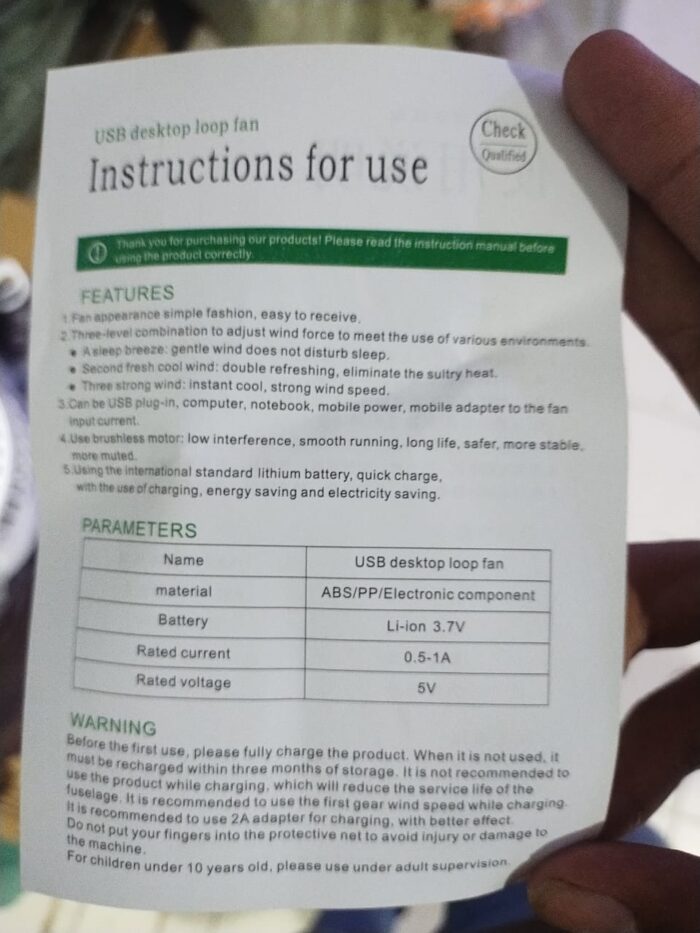 USB desktop loop fan
Instructions for use
Check
Qualified
Thank you for purchasing our products! Please read the instruction manual before
using the product correctly.
FEATURES
1.Fan appearance simple fashion, easy to receive.
2.Three-level combination to adjust wind force to meet the use of various environments.
• A sleep breeze: gentle wind does not disturb sleep.
• Second fresh cool wind: double refreshing, eliminate the sultry heat.
• Three strong wind: instant cool, strong wind speed.
3.Can be USB plug-in, computer, notebook, mobile power, mobile adapter to the fan
input current.
4.Use brushless motor: low interference, smooth running, long life, safer, more stable,
more muted.
5.Using the international standard lithium battery, quick charge,
with the use of charging, energy saving and electricity saving.
PARAMETERS
Name USB desktop loop fan
material ABS/PP/Electronic component
Battery Li-ion 3.7V
Rated current 0.5-1A
Rated voltage 5V
WARNING
Before the first use, please fully charge the product. When it is not used, it
must be recharged within three months of storage. It is not recommended to
use the product while charging, which will reduce the service life of the
fuselage. It is recommended to use the first gear wind speed while charging.
It is recommended to use 2A adapter for charging, with better effect.
Do not put your fingers into the protective net to avoid injury or damage to
the machine.
For children under 10 years old, please use under adult supervision.